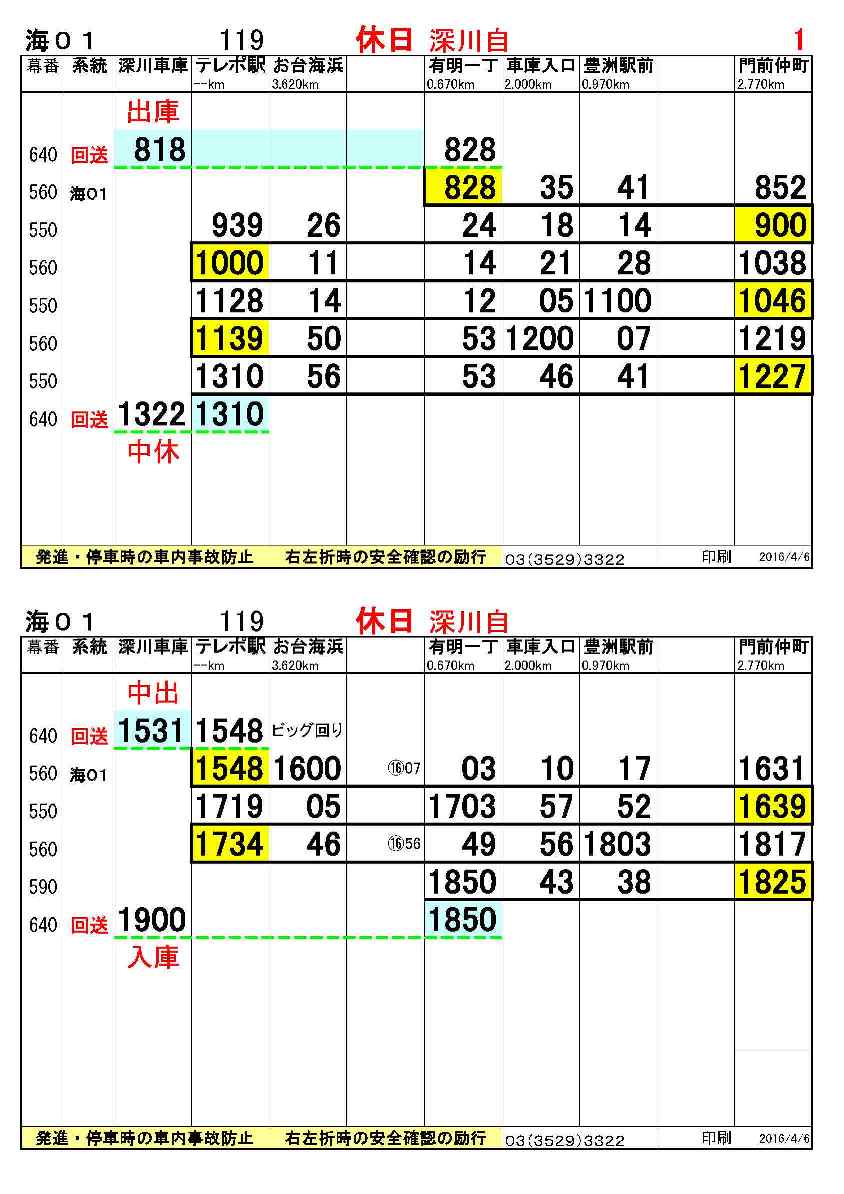 海01 119 休日 深川自 1
幕番 系統 深川車庫 テレポ駅 お台海浜 有明一丁 車庫入口 豊洲駅前 門前仲町
--km 3.620km 0.670km 2.000km 0.970km 2.770km
出庫
640 回送 818 828
560 海01 828 35 41 852
550 939 26 24 18 14 900
560 1000 11 14 21 28 1038
550 1128 14 12 05 1100 1046
560 1139 50 53 1200 07 1219
550 1310 56 53 46 41 1227
640 回送 1322 1310
中休
発進・停車時の車内事故防止 右左折時の安全確認の励行 03(3529)3322 印刷 2016/4/6
海01 119 休日 深川自
幕番 系統 深川車庫 テレポ駅 お台海浜 有明一丁 車庫入口 豊洲駅前 門前仲町
--km 3.620km 0.670km 2.000km 0.970km 2.770km
中出
640 回送 1531 1548 ビッグ回り
560 海01 1548 1600 ⑯07 03 10 17 1631
550 1719 05 1703 57 52 1639
560 1734 46 ⑯56 49 56 1803 1817
590 1850 43 38 1825
640 回送 1900 1850
入庫
発進・停車時の車内事故防止 右左折時の安全確認の励行 03(3529)3322 印刷 2016/4/6